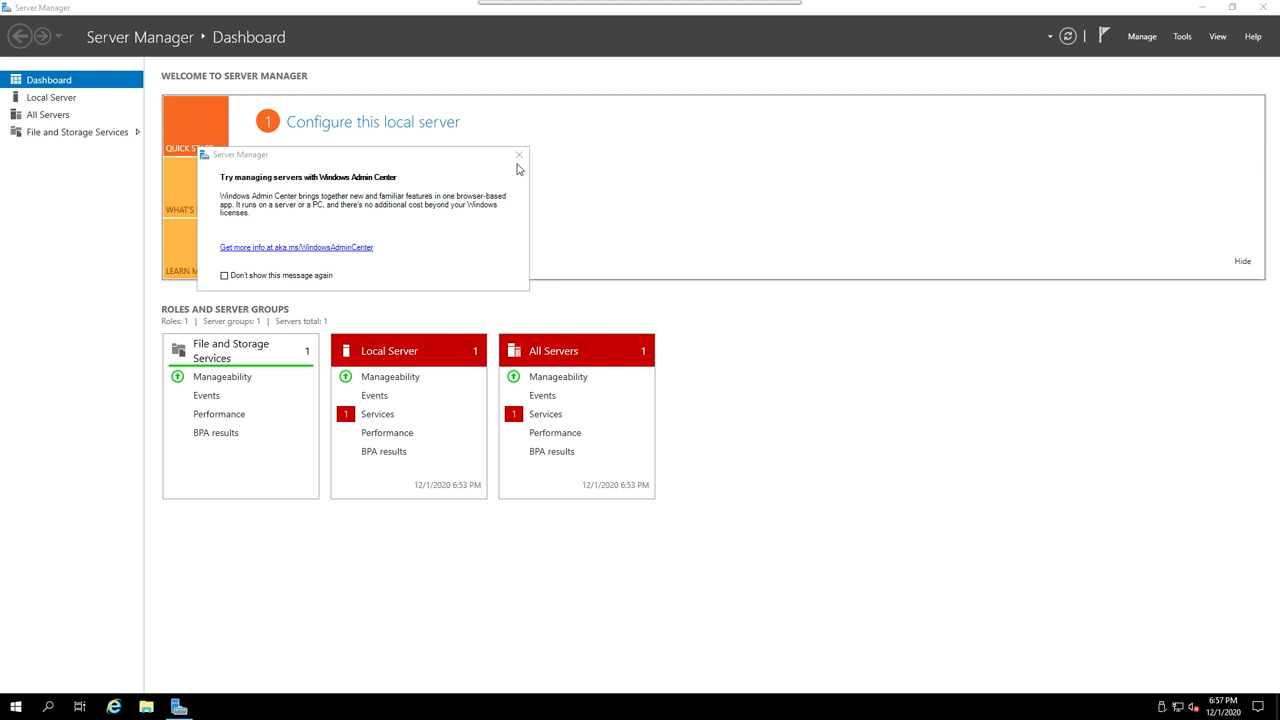 Server Manager
Server Manager • Dashboard
Manage Tools View Help
Dashboard
Local Server
All Servers
File and Storage Services
WELCOME TO SERVER MANAGER
1 Configure this local server
QUICK
WHAT'S
LEARN
Server Manager
Try managing servers with Windows Admin Center
Windows Admin Center brings together new and familiar features in one browser-based
app. It runs on a server or a PC, and there's no additional cost beyond your Windows
licenses.
Get more info at aka.ms/WindowsAdminCenter
Don't show this message again
Hide
ROLES AND SERVER GROUPS
Roles: 1 | Server groups: 1 | Servers total: 1
File and Storage
Services 1
Manageability
Events
Performance
BPA results
Local Server 1
Manageability
Events
1 Services
Performance
BPA results
12/1/2020 6:53 PM
All Servers 1
Manageability
Events
1 Services
Performance
BPA results
12/1/2020 6:53 PM
6:57 PM
12/1/2020